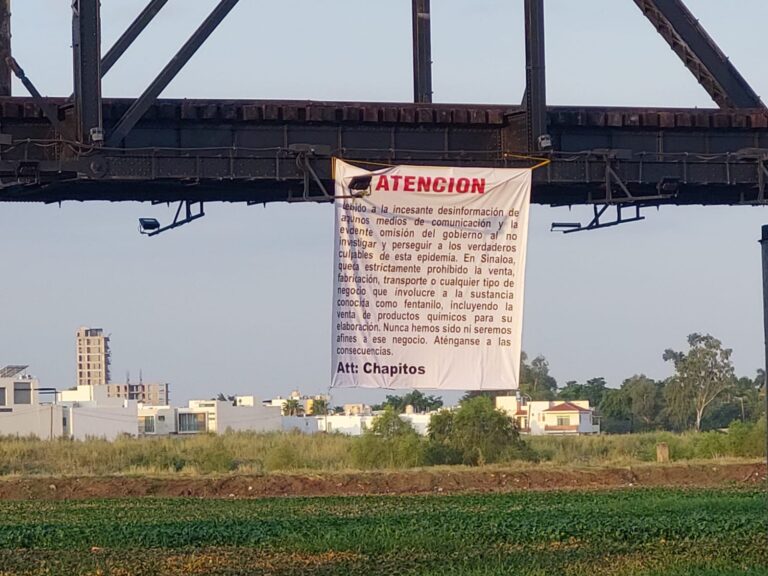 ATENCION
Debido a la incesante desinformación de
algunos medios de comunicación y la
evidente omisión del gobierno al no
investigar y perseguir a los verdaderos
culpables de esta epidemia. En Sinaloa,
queda estrictamente prohibido la venta,
fabricación, transporte o cualquier tipo de
negocio que involucre a la sustancia
conocida como fentanilo, incluyendo la
venta de productos químicos para su
elaboración. Nunca hemos sido ni seremos
afines a ese negocio. Aténganse a las
consecuencias.
Att: Chapitos